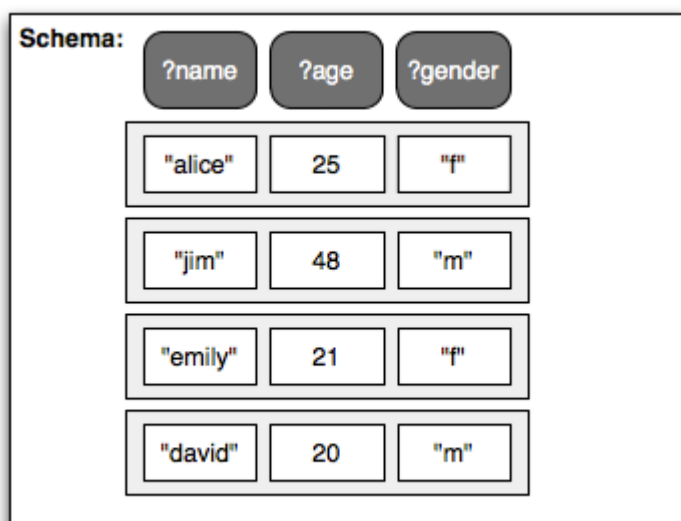 Schema:
?name ?age ?gender
"alice" 25 "f"
"jim" 48 "m"
"emily" 21 "f"
"david" 20 "m"